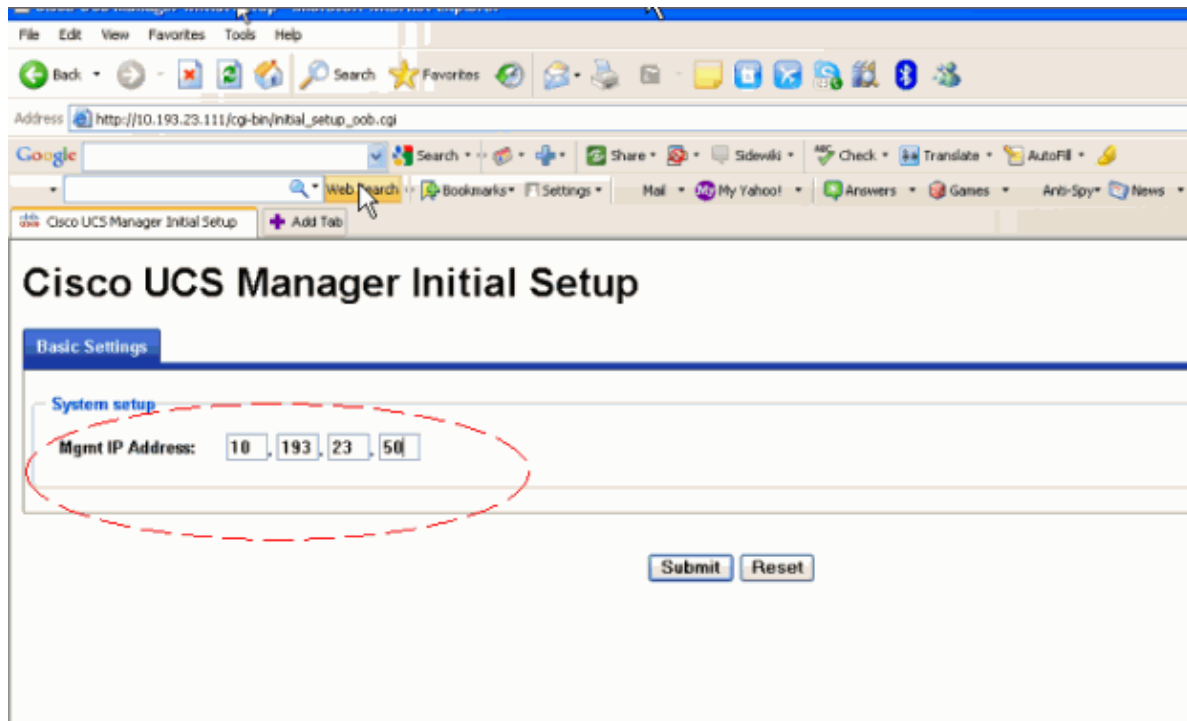 File Edit View Favorites Tools Help
Back Search Favorites
Address http://10.193.23.111/cgi-bin/initial_setup_oob.cgi
Google Search Share Sidewiki Check Translate AutoFill
Web Search Bookmarks Settings Mail My Yahoo! Answers Games Anti-Spy News
Cisco UCS Manager Initial Setup Add Tab
Cisco UCS Manager Initial Setup
Basic Settings
System setup
Mgmt IP Address: 10 . 193 . 23 . 50
Submit Reset